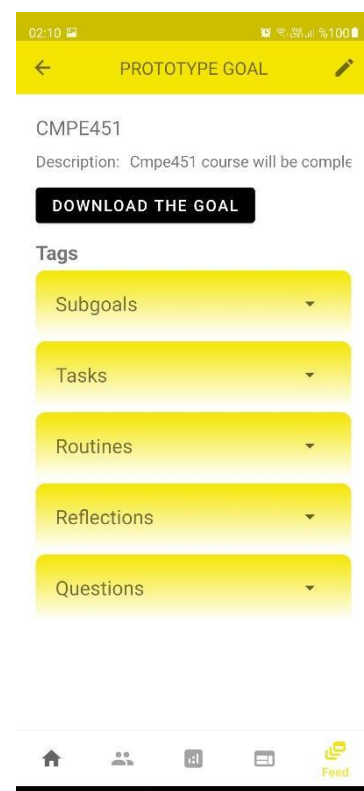 02:10 %100
PROTOTYPE GOAL
CMPE451
Description: Cmpe451 course will be comple
DOWNLOAD THE GOAL
Tags
Subgoals
Tasks
Routines
Reflections
Questions
Feed